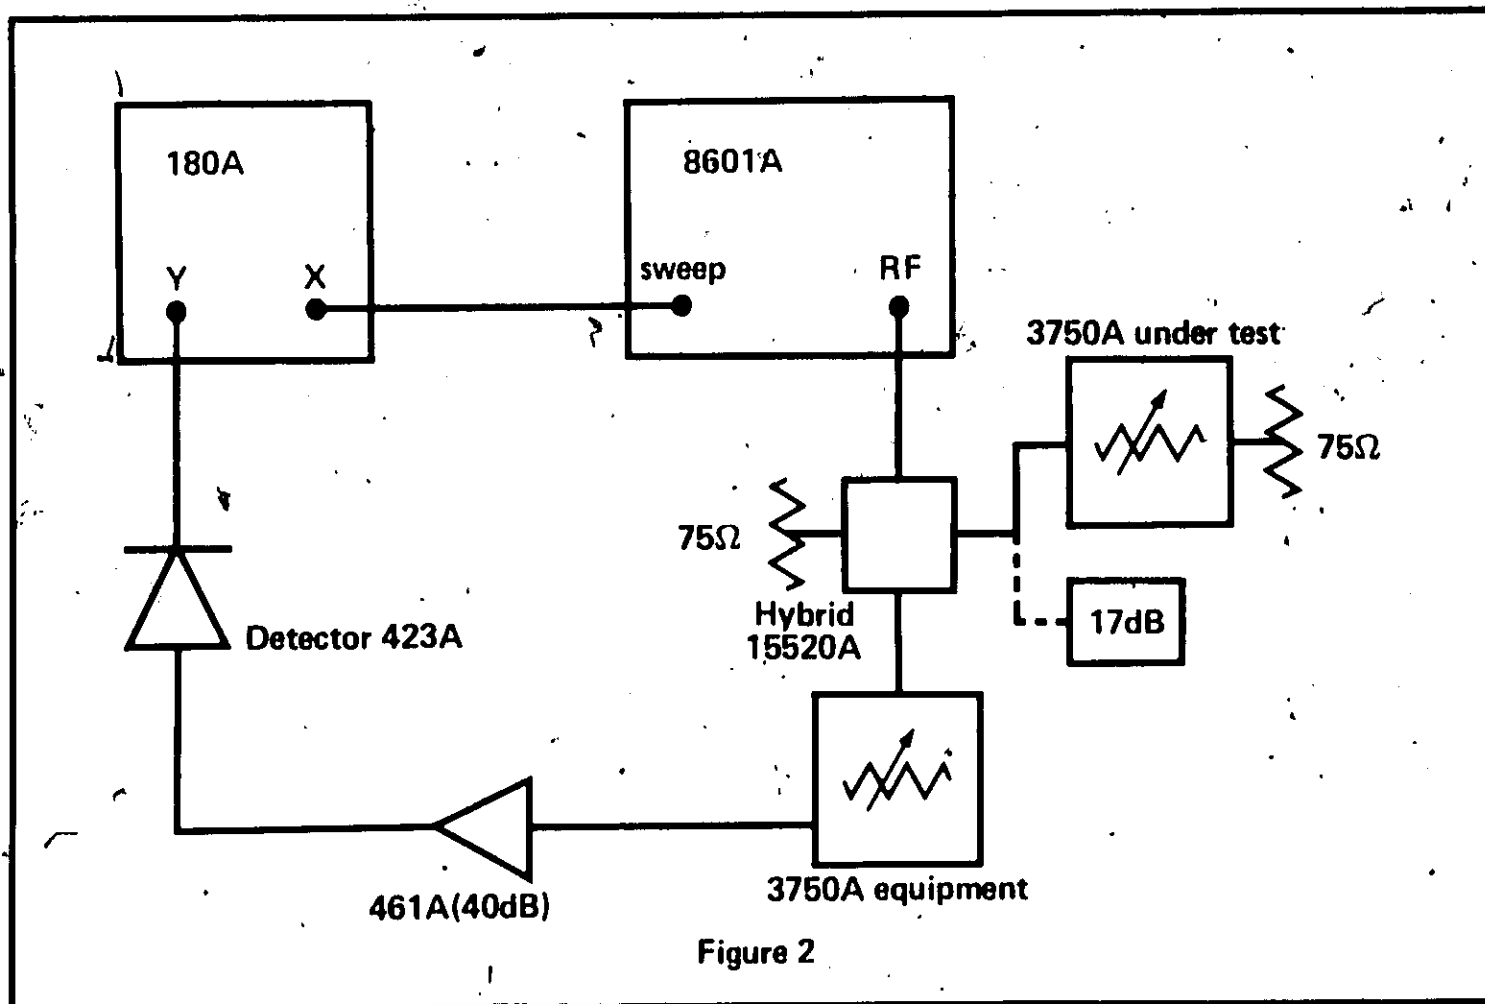 180A
8601A
Y
X
sweep
RF
3750A under test
75Ω
75Ω
17dB
Hybrid
15520A
Detector 423A
461A(40dB)
3750A equipment
Figure 2